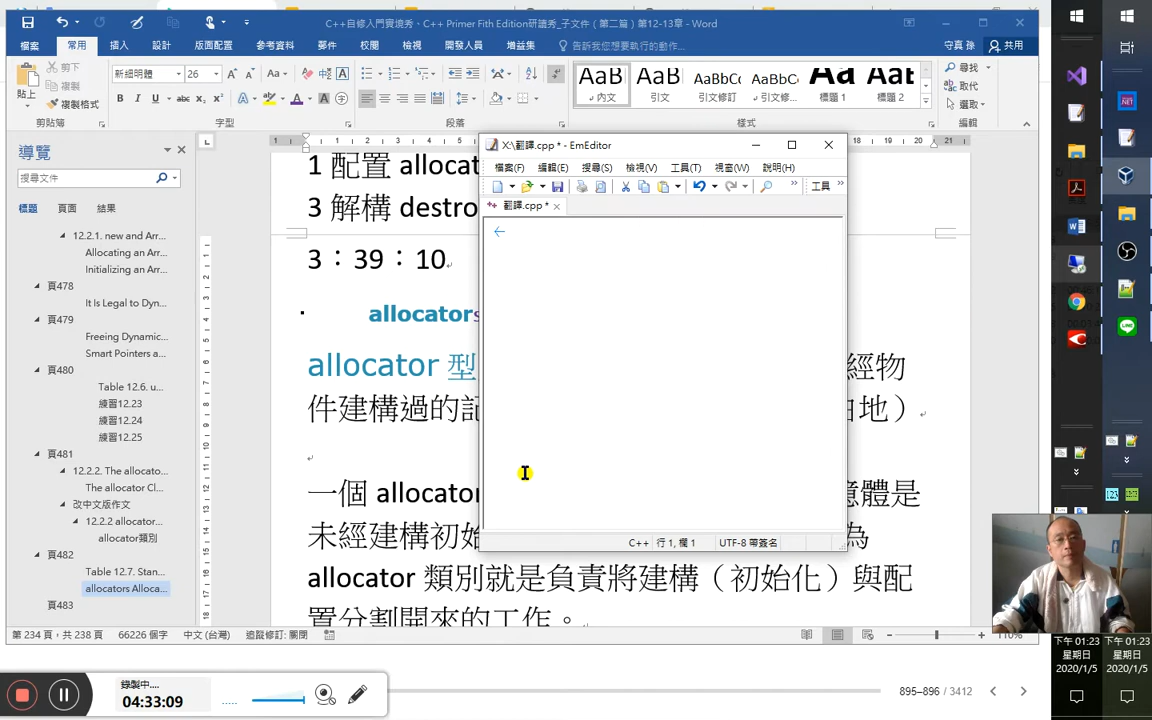 C++自修入門實境秀、C++ Primer Fith Edition研讀秀_子文件（第二篇）第12-13章 - Word
檔案 常用 插入 設計 版面配置 參考資料 郵件 校閱 檢視 開發人員 增益集 告訴我您想要執行的動作... 守真 孫 共用
貼上 剪下 複製 複製格式 剪貼簿
新細明體 26 字型
段落
AaB 內文 AaB 引文 AaBbCc 引文修訂 AaBbCc 引文... Aa 標題 1 Aat 標題 2 樣式
尋找 取代 選取 編輯
導覽
搜尋文件
標題 頁面 結果
12.2.1. new and Arr...
Allocating an Arr...
Initializing an Arr...
頁478
It Is Legal to Dyn...
頁479
Freeing Dynamic...
Smart Pointers a...
頁480
Table 12.6. u...
練習12.23
練習12.24
練習12.25
頁481
12.2.2. The allocato...
The allocator Cl...
改中文版作文
12.2.2 allocator...
allocator類別
頁482
Table 12.7. Stan...
allocators Alloca...
頁483
1 配置 alloca
3 解構 destro
3：39：10
allocators
allocator 型
經物
件建構過的記
白地）
一個 allocator
憶體是
未經建構初始
為
allocator 類別就是負責將建構（初始化）與配
置分割開來的工作。
X:\翻譯.cpp * - EmEditor
檔案(F) 編輯(E) 搜尋(S) 檢視(V) 工具(T) 視窗(W) 說明(H)
工具
翻譯.cpp *
C++ 行 1, 欄 1 UTF-8 帶簽名
第 234 頁，共 238 頁 66226 個字 中文 (台灣) 追蹤修訂: 關閉 110%
錄製中....
04:33:09
895–896 / 3412
下午 01:23
星期日
2020/1/5
下午 01:23
星期日
2020/1/5